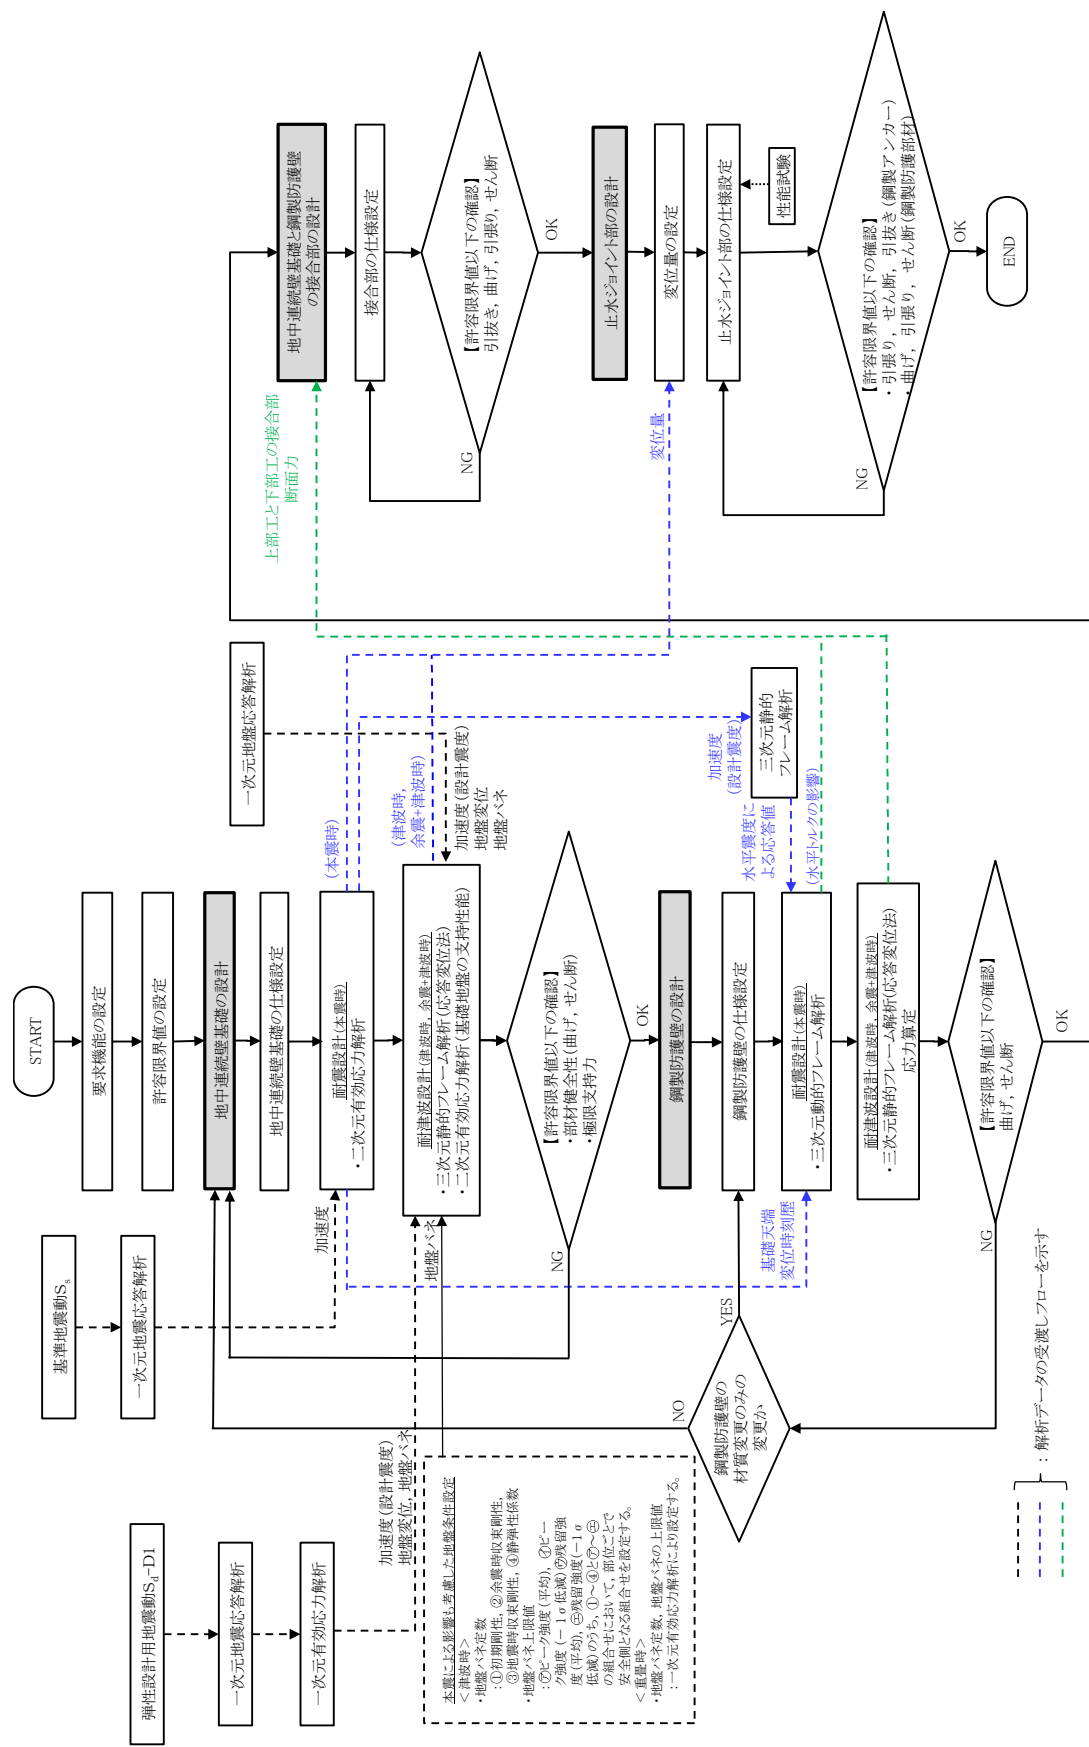 START
要求機能の設定
許容限界値の設定
地中連続壁基礎の設計
地中連続壁基礎の仕様設定
耐震設計(本震時)
・二次元有効応力解析
耐津波設計(津波時，余震+津波時)
・三次元静的フレーム解析(応答変位法)
・二次元有効応力解析(基礎地盤の支持性能)
【許容限界値以下の確認】
・部材健全性(曲げ，せん断)
・極限支持力
OK
NG
鋼製防護壁の設計
鋼製防護壁の仕様設定
耐震設計(本震時)
・三次元動的フレーム解析
耐津波設計(津波時，余震+津波時)
・三次元静的フレーム解析(応答変位法)
応力算定
【許容限界値以下の確認】
曲げ，せん断
OK
NG
基準地震動Ss
一次元地震応答解析
加速度
弾性設計用地震動Sd-D1
一次元地震応答解析
一次元有効応力解析
加速度(設計震度)
地盤変位，地盤バネ
地盤バネ
本震による影響も考慮した地盤条件設定
＜津波時＞
・地盤バネ定数
：①初期剛性，②余震時収束剛性，
③地震時収束剛性，④静弾性係数
・地盤バネ上限値
：㋐ピーク強度(平均)，㋑ピー
ク強度(－1σ低減)㋒残留強
度(平均)，㋓残留強度(－1σ
低減)のうち，①～④と㋐～㋓
の組合せにおいて，部位ごとで
安全側となる組合せを設定する。
＜重畳時＞
・地盤バネ定数，地盤バネの上限値
：一次元有効応力解析により設定する。
鋼製防護壁の
材質変更のみの
変更か
NO
YES
基礎天端
変位時刻歴
一次元地盤応答解析
(本震時)
(津波時，
余震+津波時)
加速度(設計震度)
地盤変位
地盤バネ
加速度
(設計震度)
三次元静的
フレーム解析
水平震度に
よる応答値
(水平トルクの影響)
上部工と下部工の接合部
断面力
変位量
地中連続壁基礎と鋼製防護壁
の接合部の設計
接合部の仕様設定
【許容限界値以下の確認】
引抜き，曲げ，引張り，せん断
OK
NG
止水ジョイント部の設計
変位量の設定
止水ジョイント部の仕様設定
性能試験
【許容限界値以下の確認】
・引張り，せん断，引抜き(鋼製アンカー)
・曲げ，引張り，せん断(鋼製防護部材)
OK
NG
END
：解析データの受渡しフローを示す